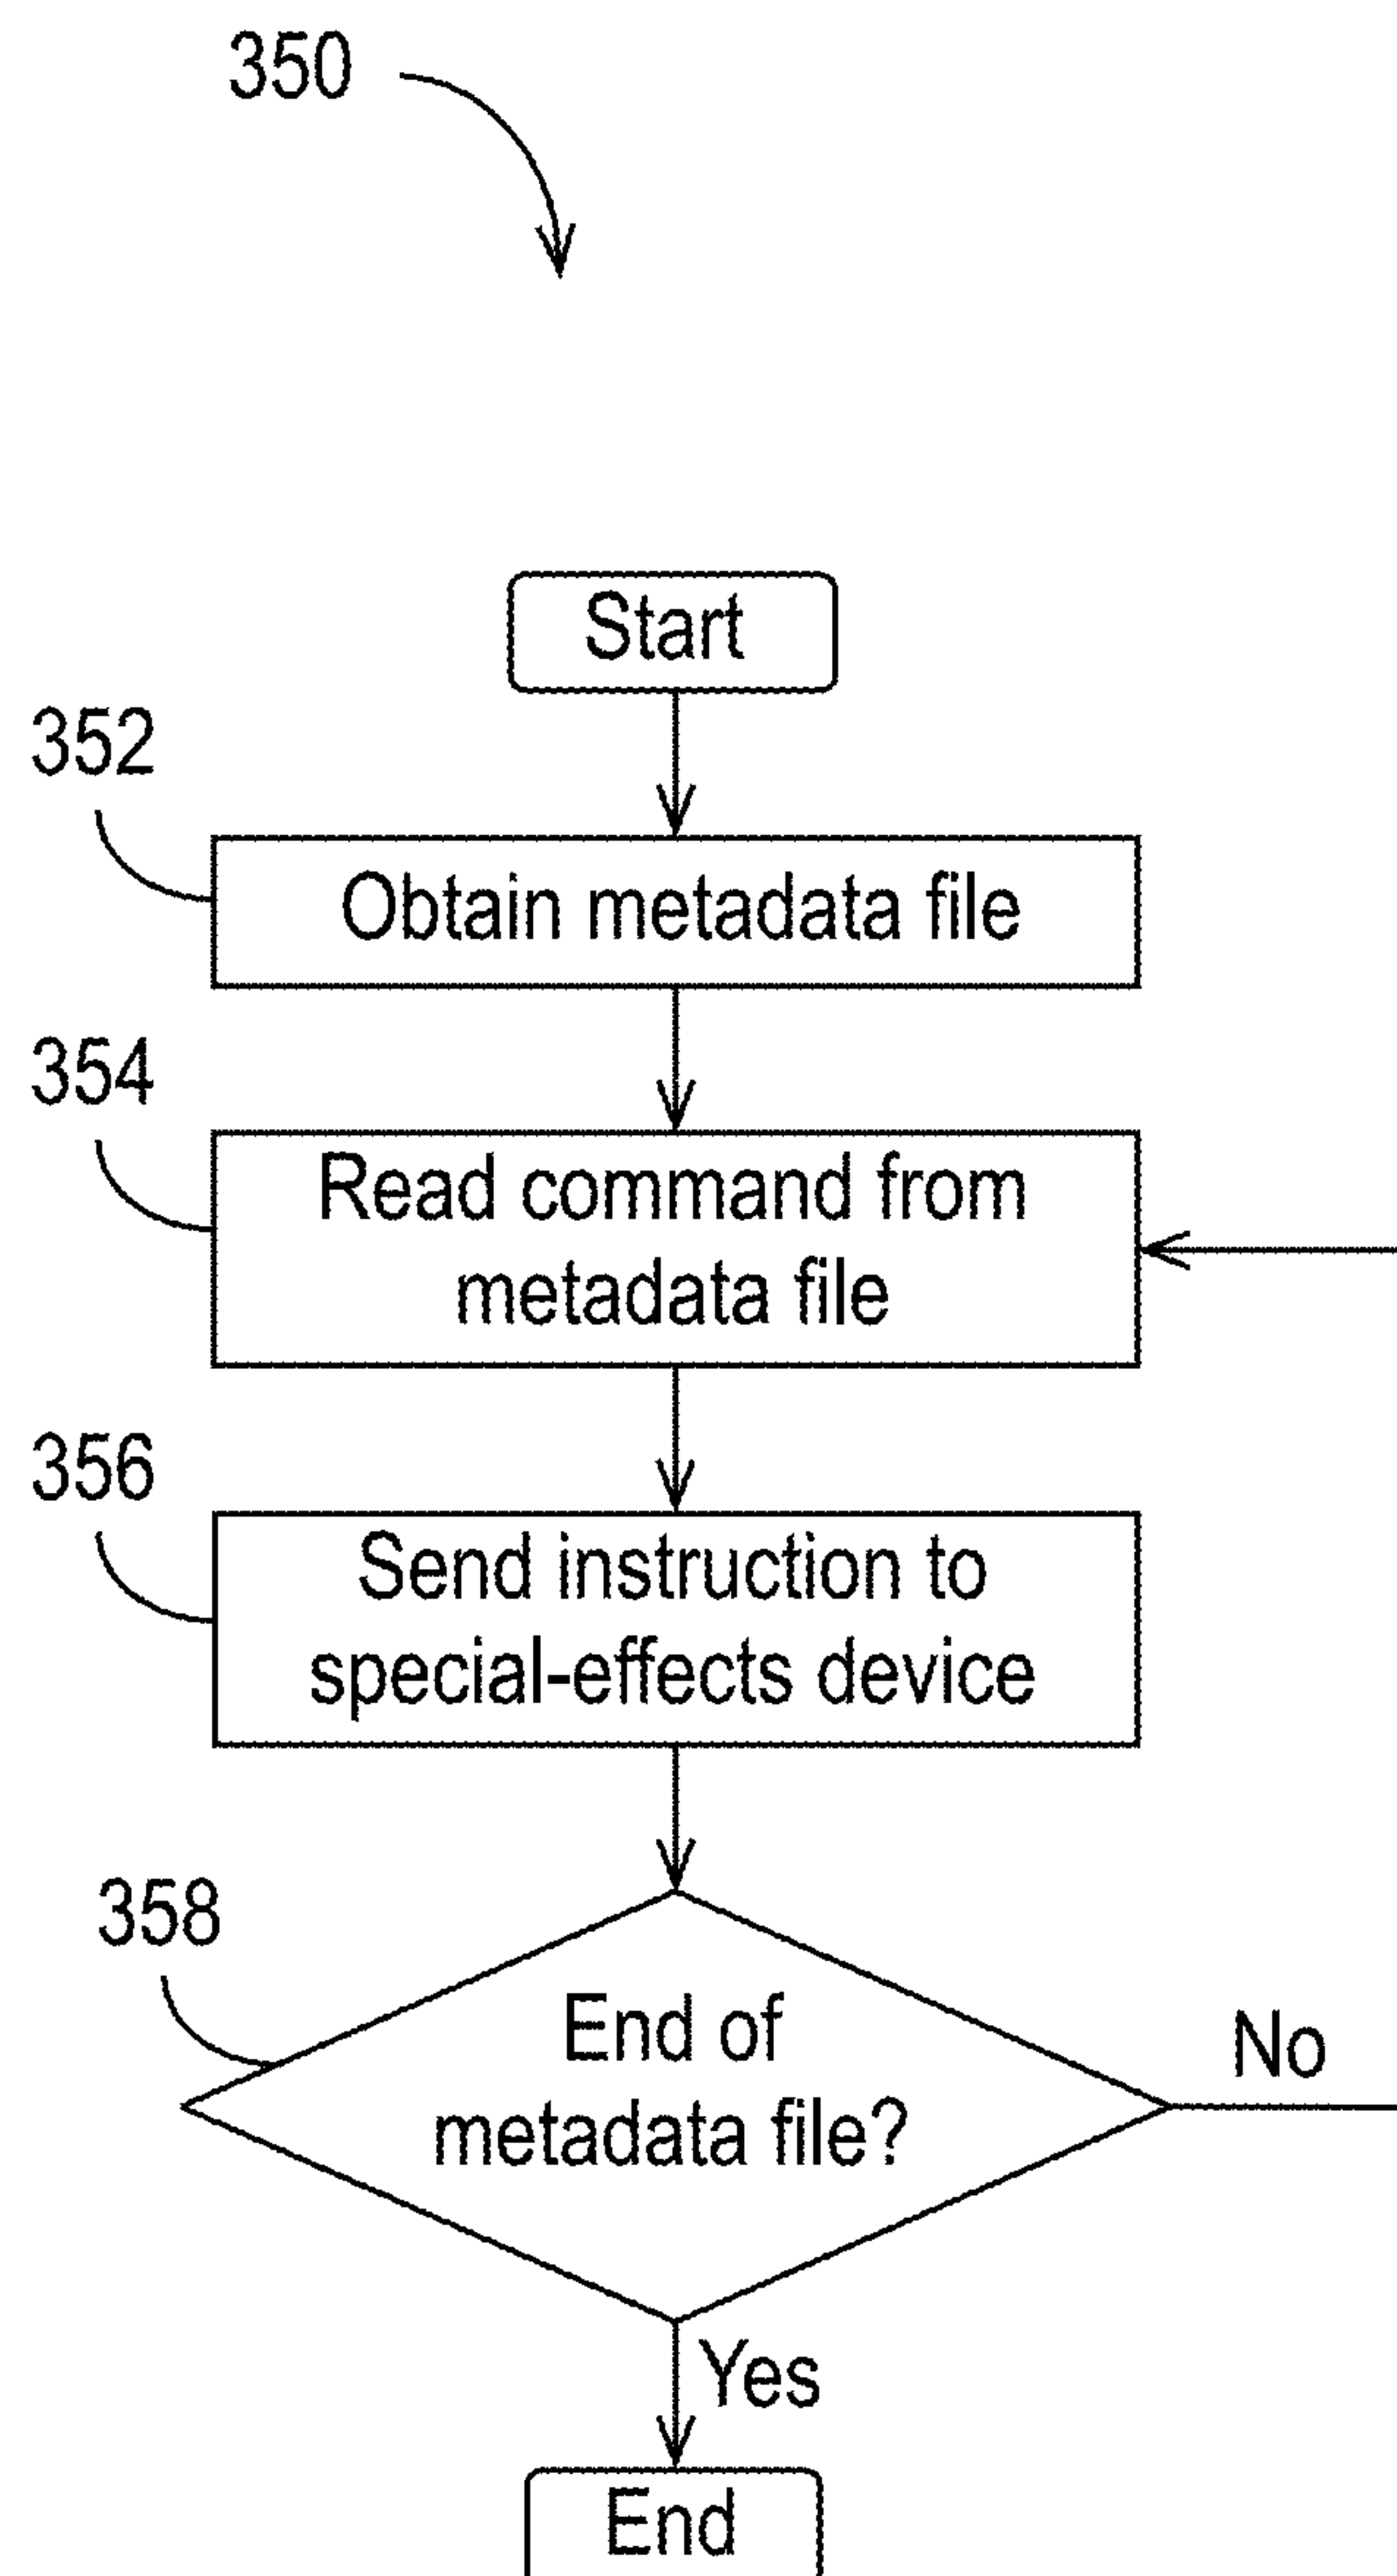 350
Start
352
Obtain metadata file
354
Read command from
metadata file
356
Send instruction to
special-effects device
358
End of
metadata file?
No
Yes
End